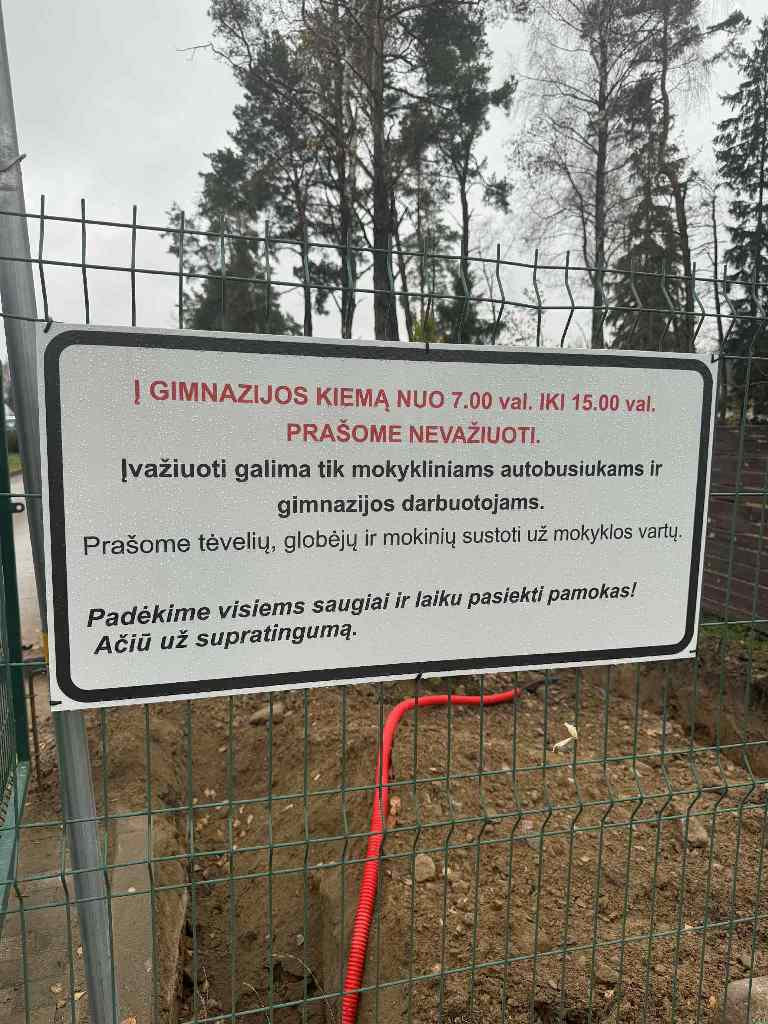 Į GIMNAZIJOS KIEMĄ NUO 7.00 val. IKI 15.00 val.
PRAŠOME NEVAŽIUOTI.
Įvažiuoti galima tik mokykliniams autobusiukams ir
gimnazijos darbuotojams.
Prašome tėvelių, globėjų ir mokinių sustoti už mokyklos vartų.
Padėkime visiems saugiai ir laiku pasiekti pamokas!
Ačiū už supratingumą.